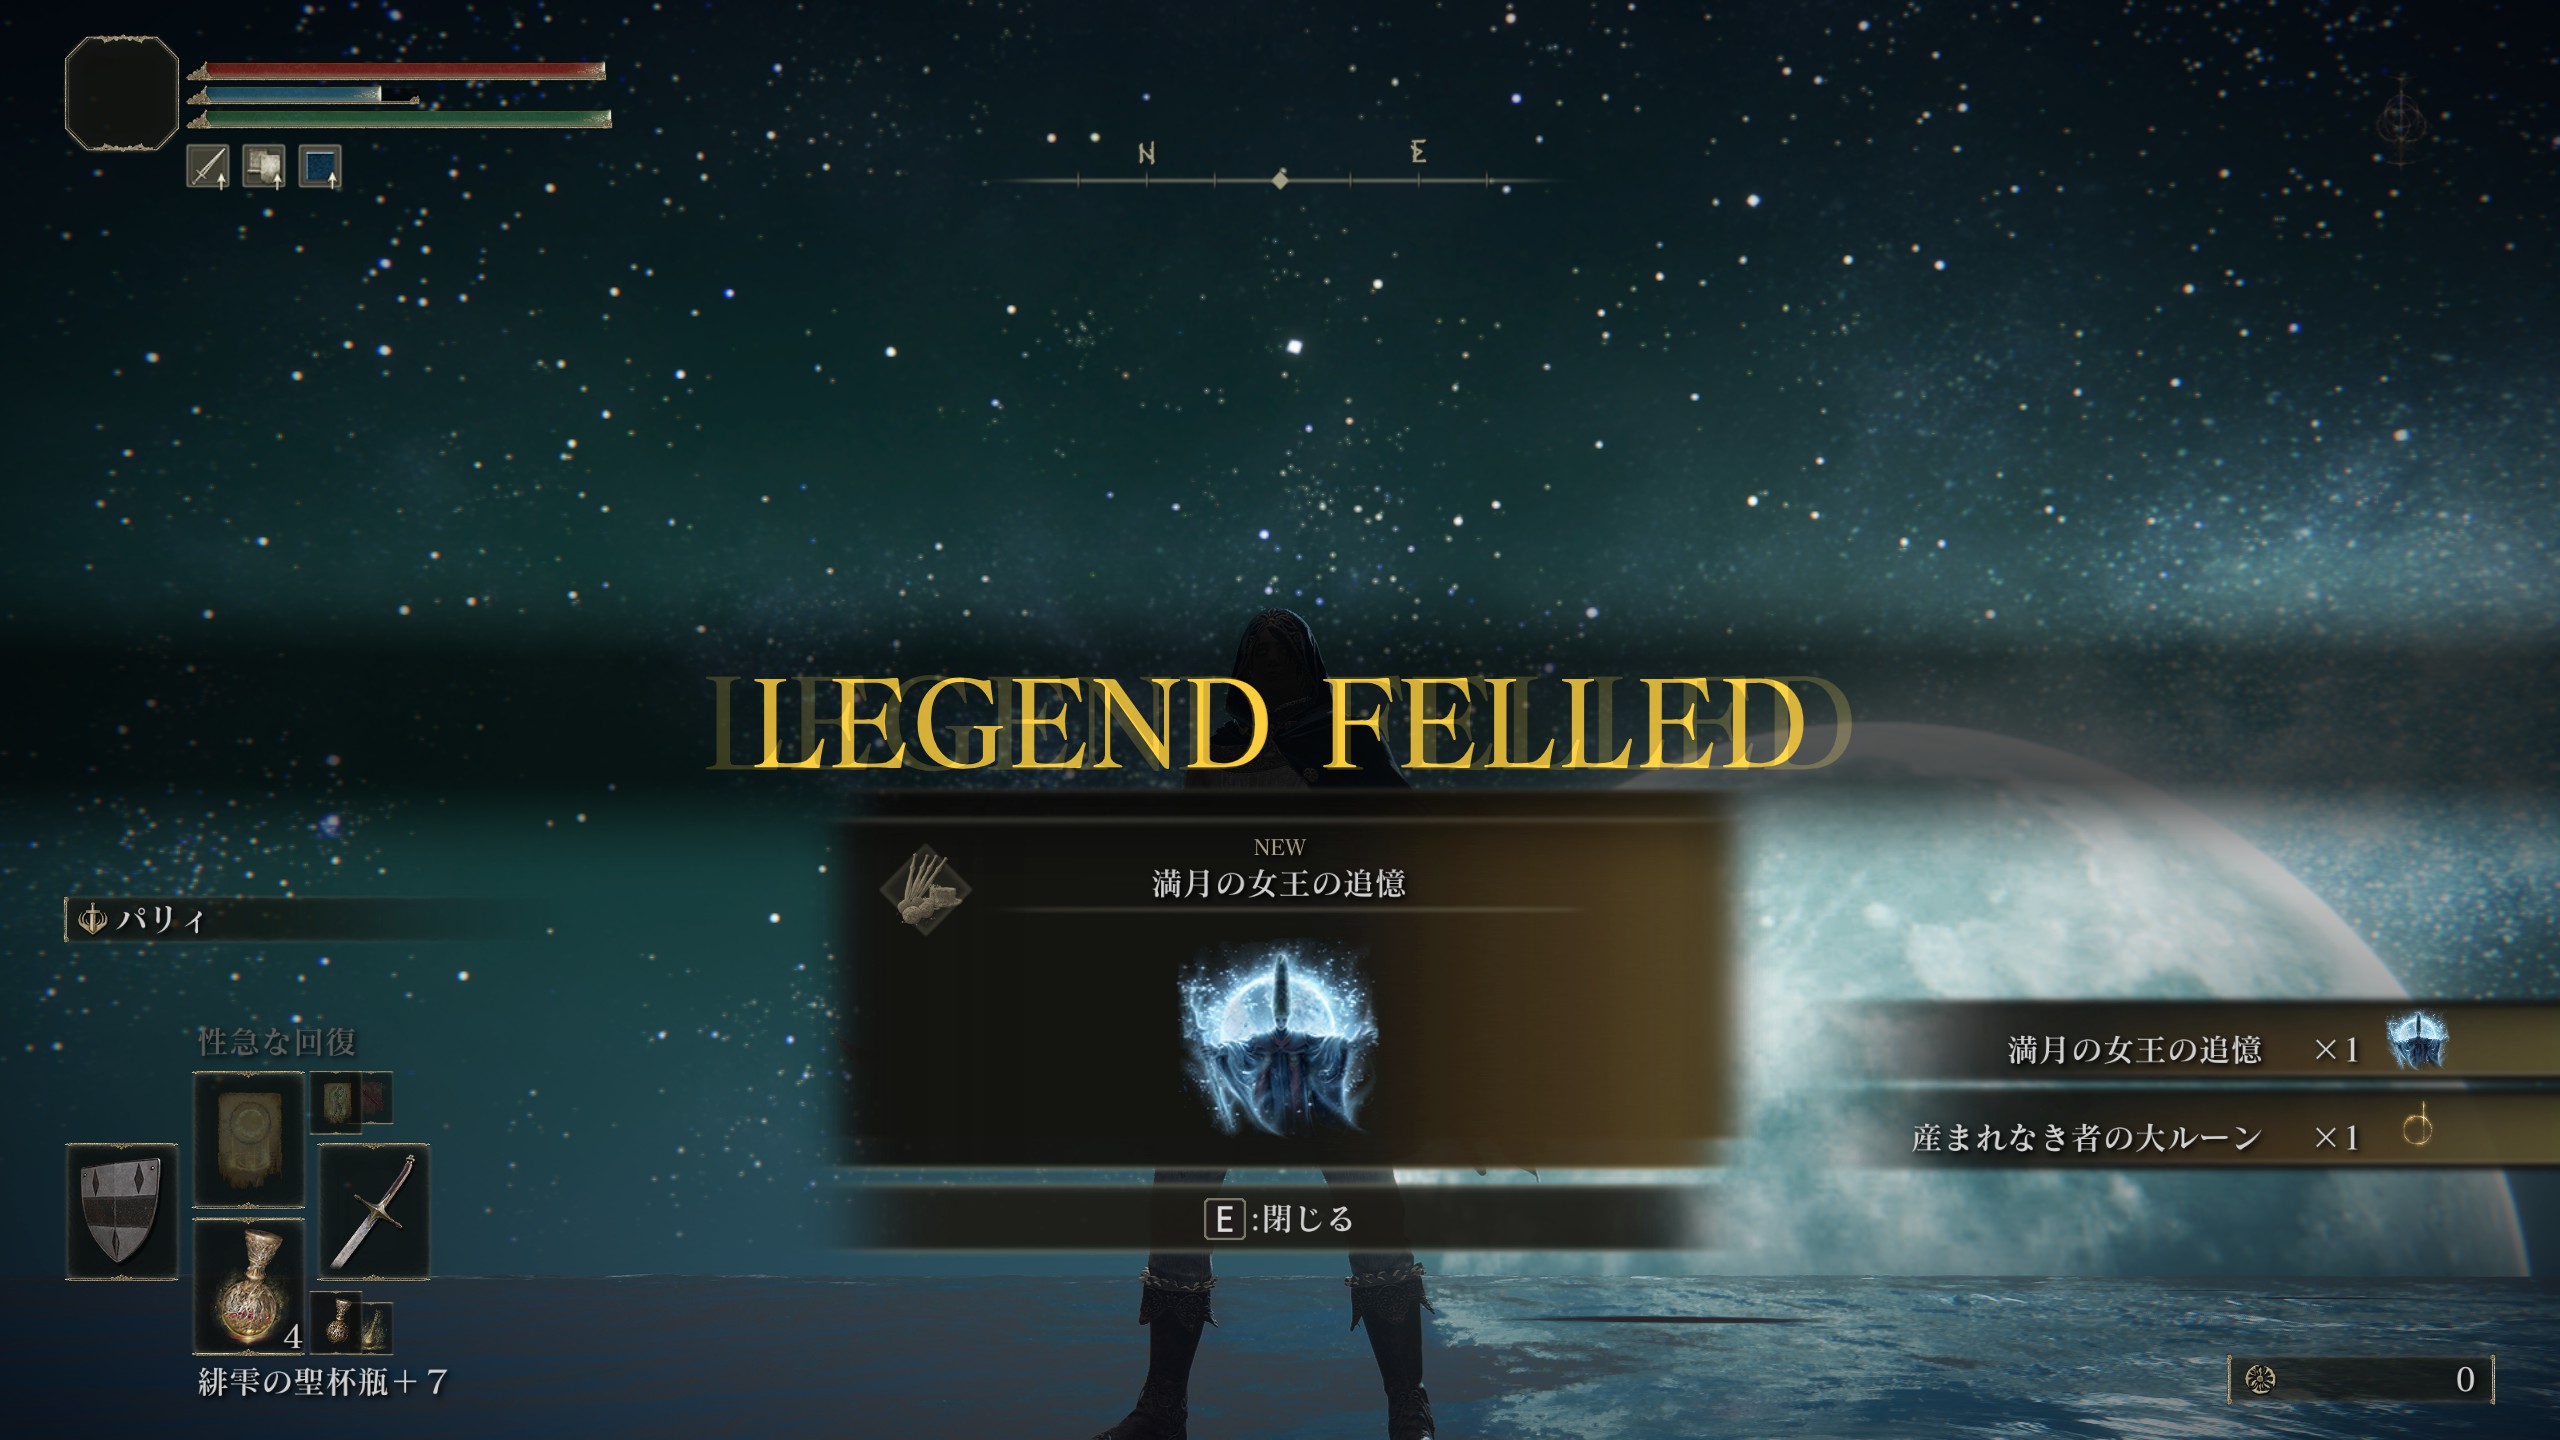 N
E
LEGEND FELLED
NEW
満月の女王の追憶
パリィ
性急な回復
満月の女王の追憶 ×1
産まれなき者の大ルーン ×1
E:閉じる
4
緋雫の聖杯瓶+7
0